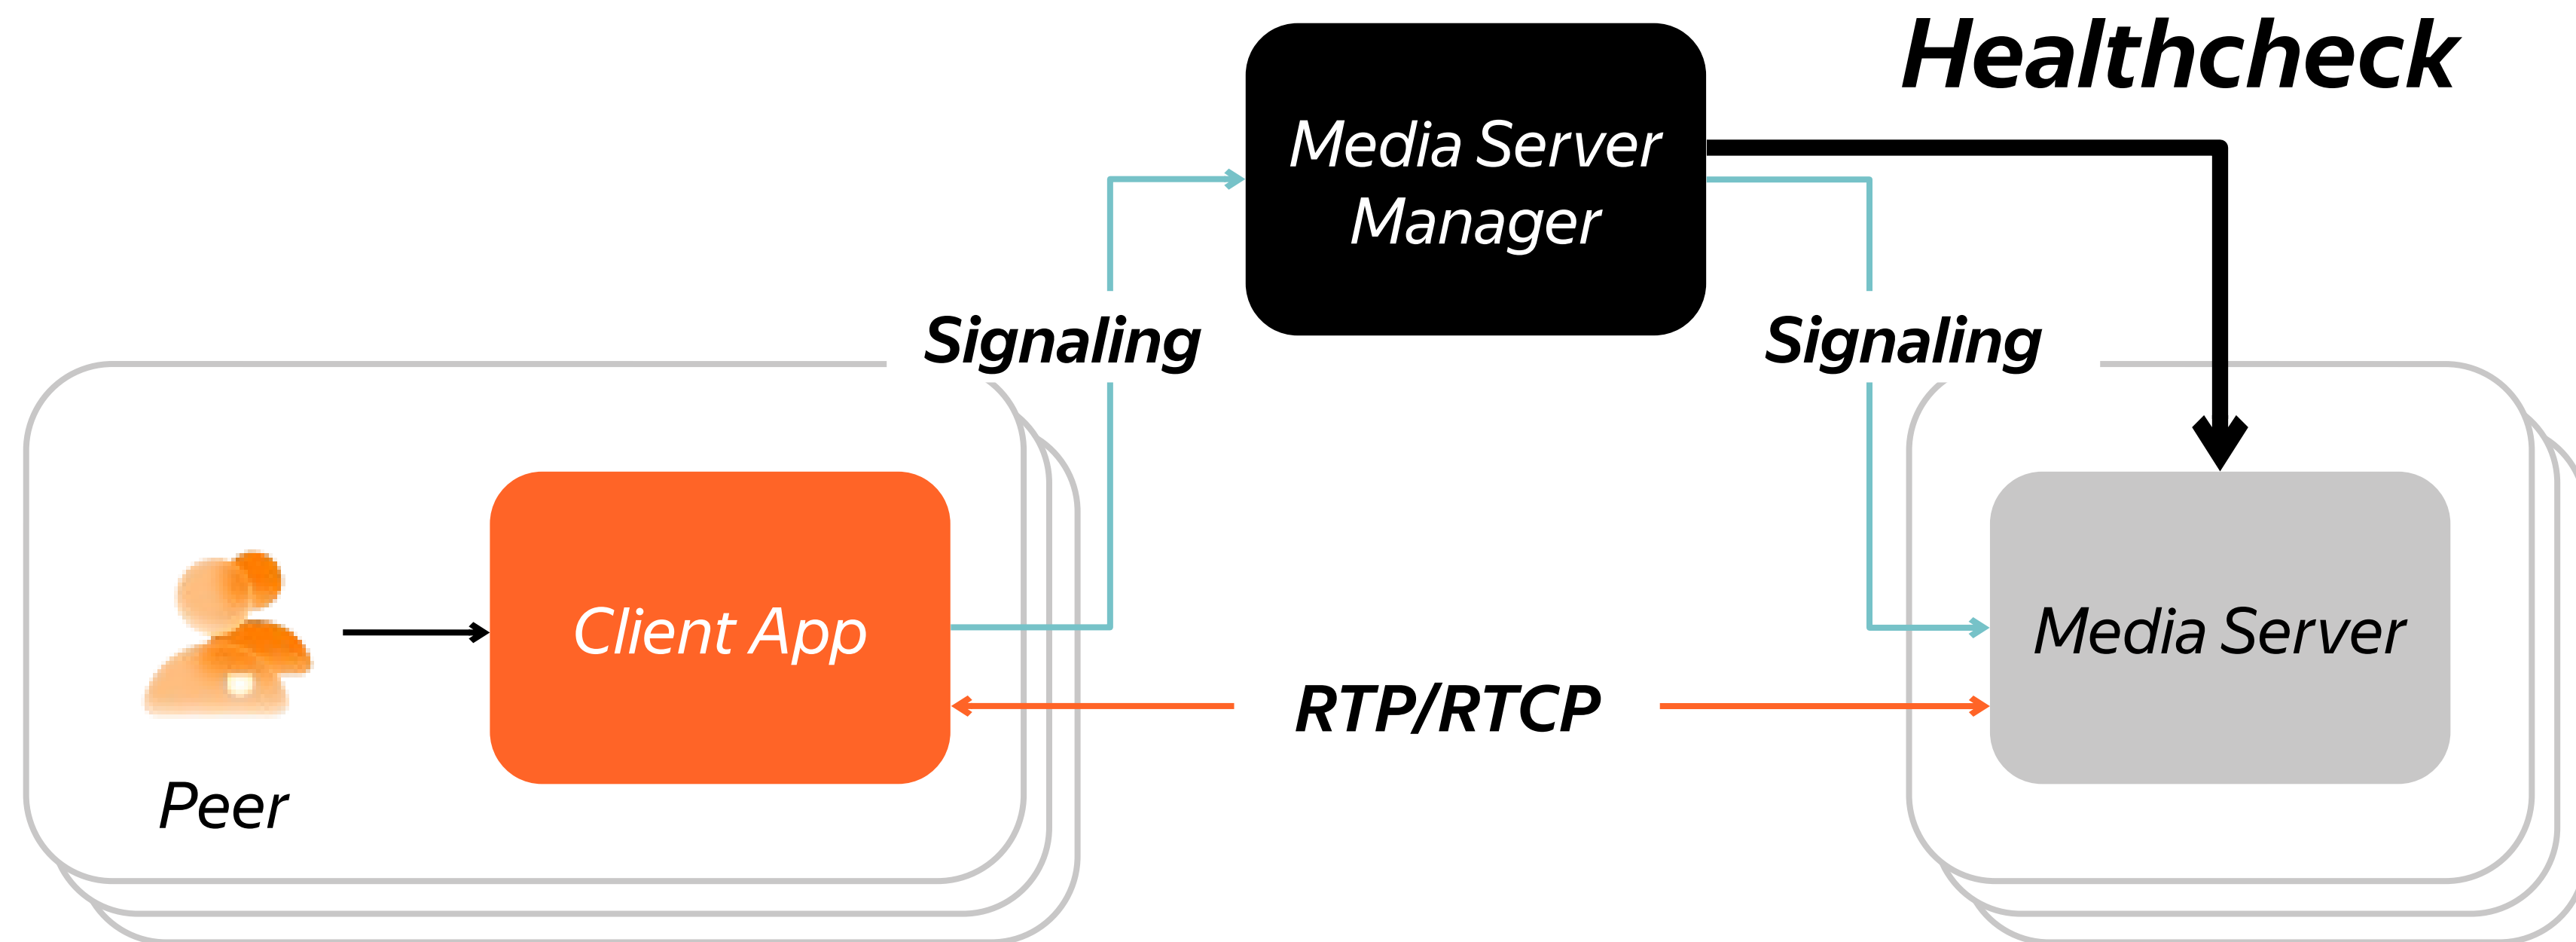 Healthcheck
Media Server
Manager
Signaling
Signaling
Client App
Media Server
RTP/RTCP
Peer